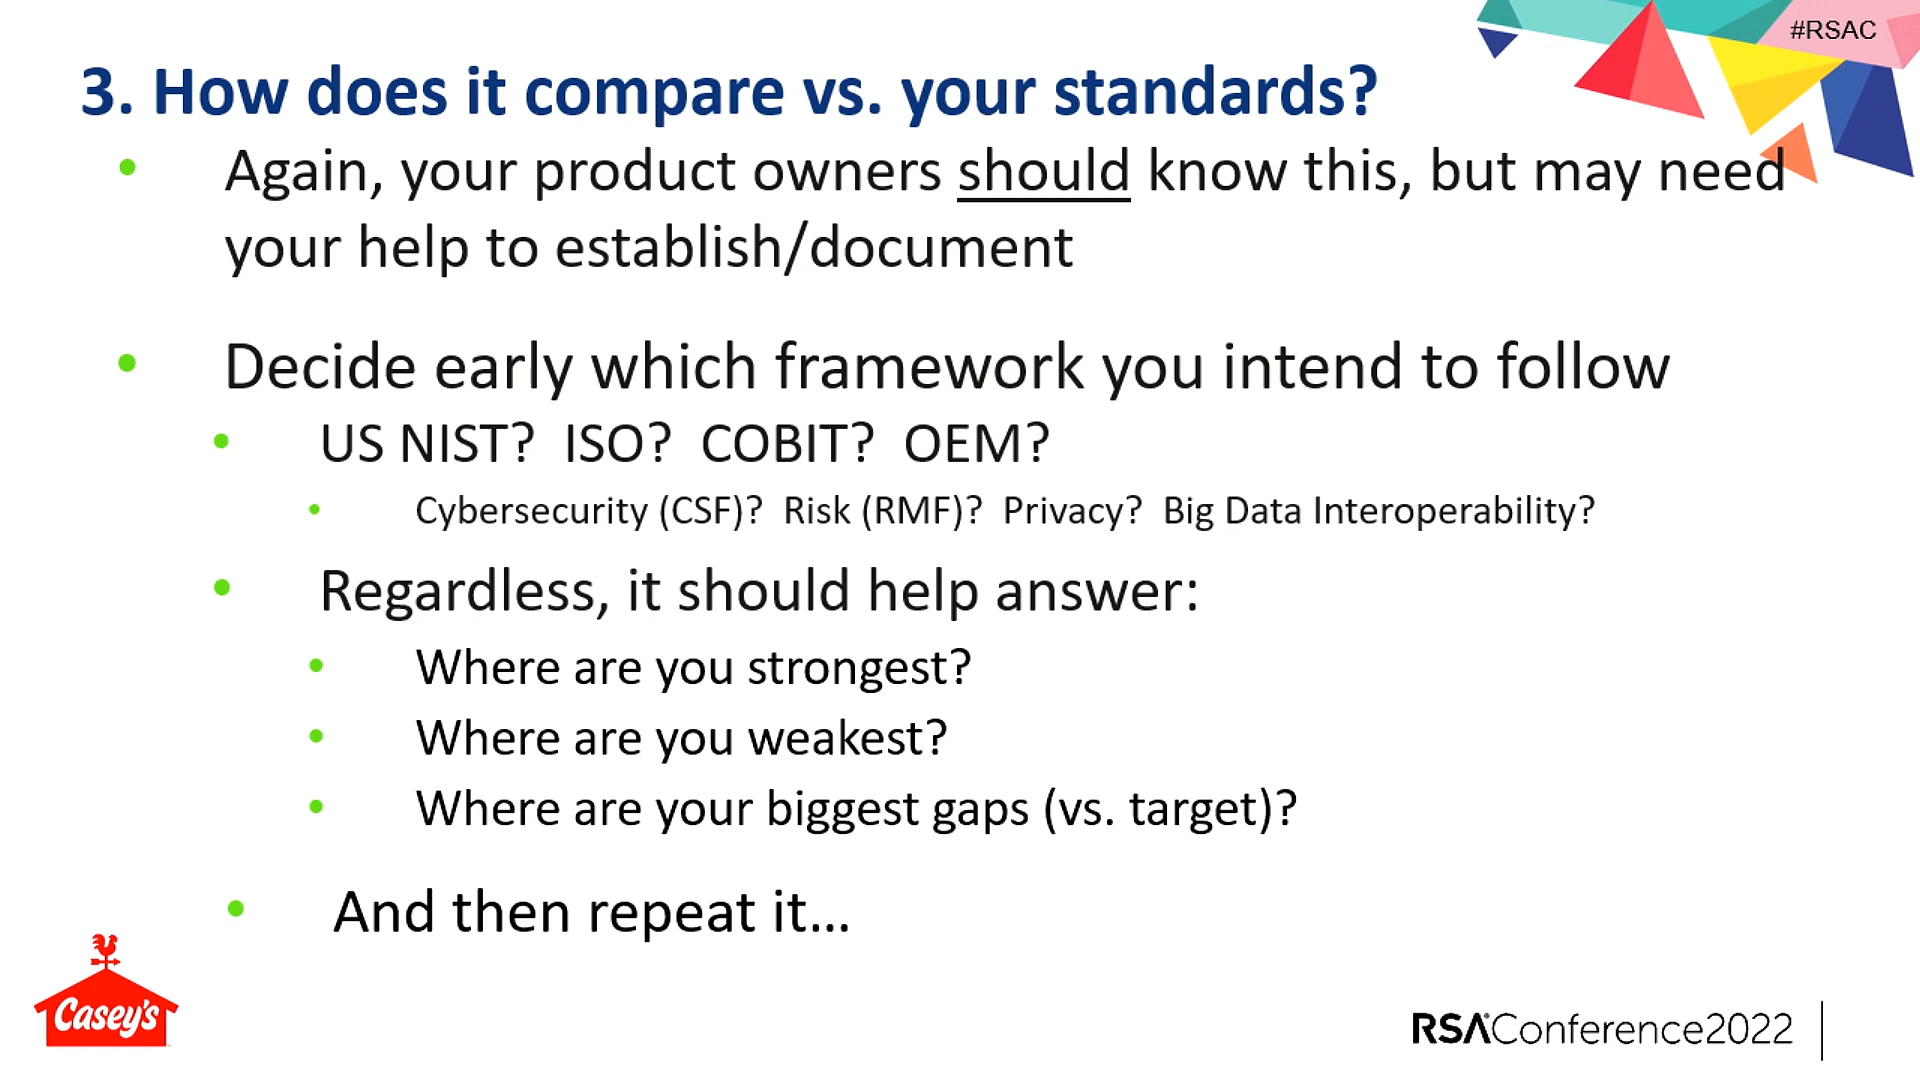 #RSAC
3. How does it compare vs. your standards?
• Again, your product owners should know this, but may need
your help to establish/document
• Decide early which framework you intend to follow
• US NIST? ISO? COBIT? OEM?
• Cybersecurity (CSF)? Risk (RMF)? Privacy? Big Data Interoperability?
• Regardless, it should help answer:
• Where are you strongest?
• Where are you weakest?
• Where are your biggest gaps (vs. target)?
• And then repeat it...
Casey's
RSA Conference2022